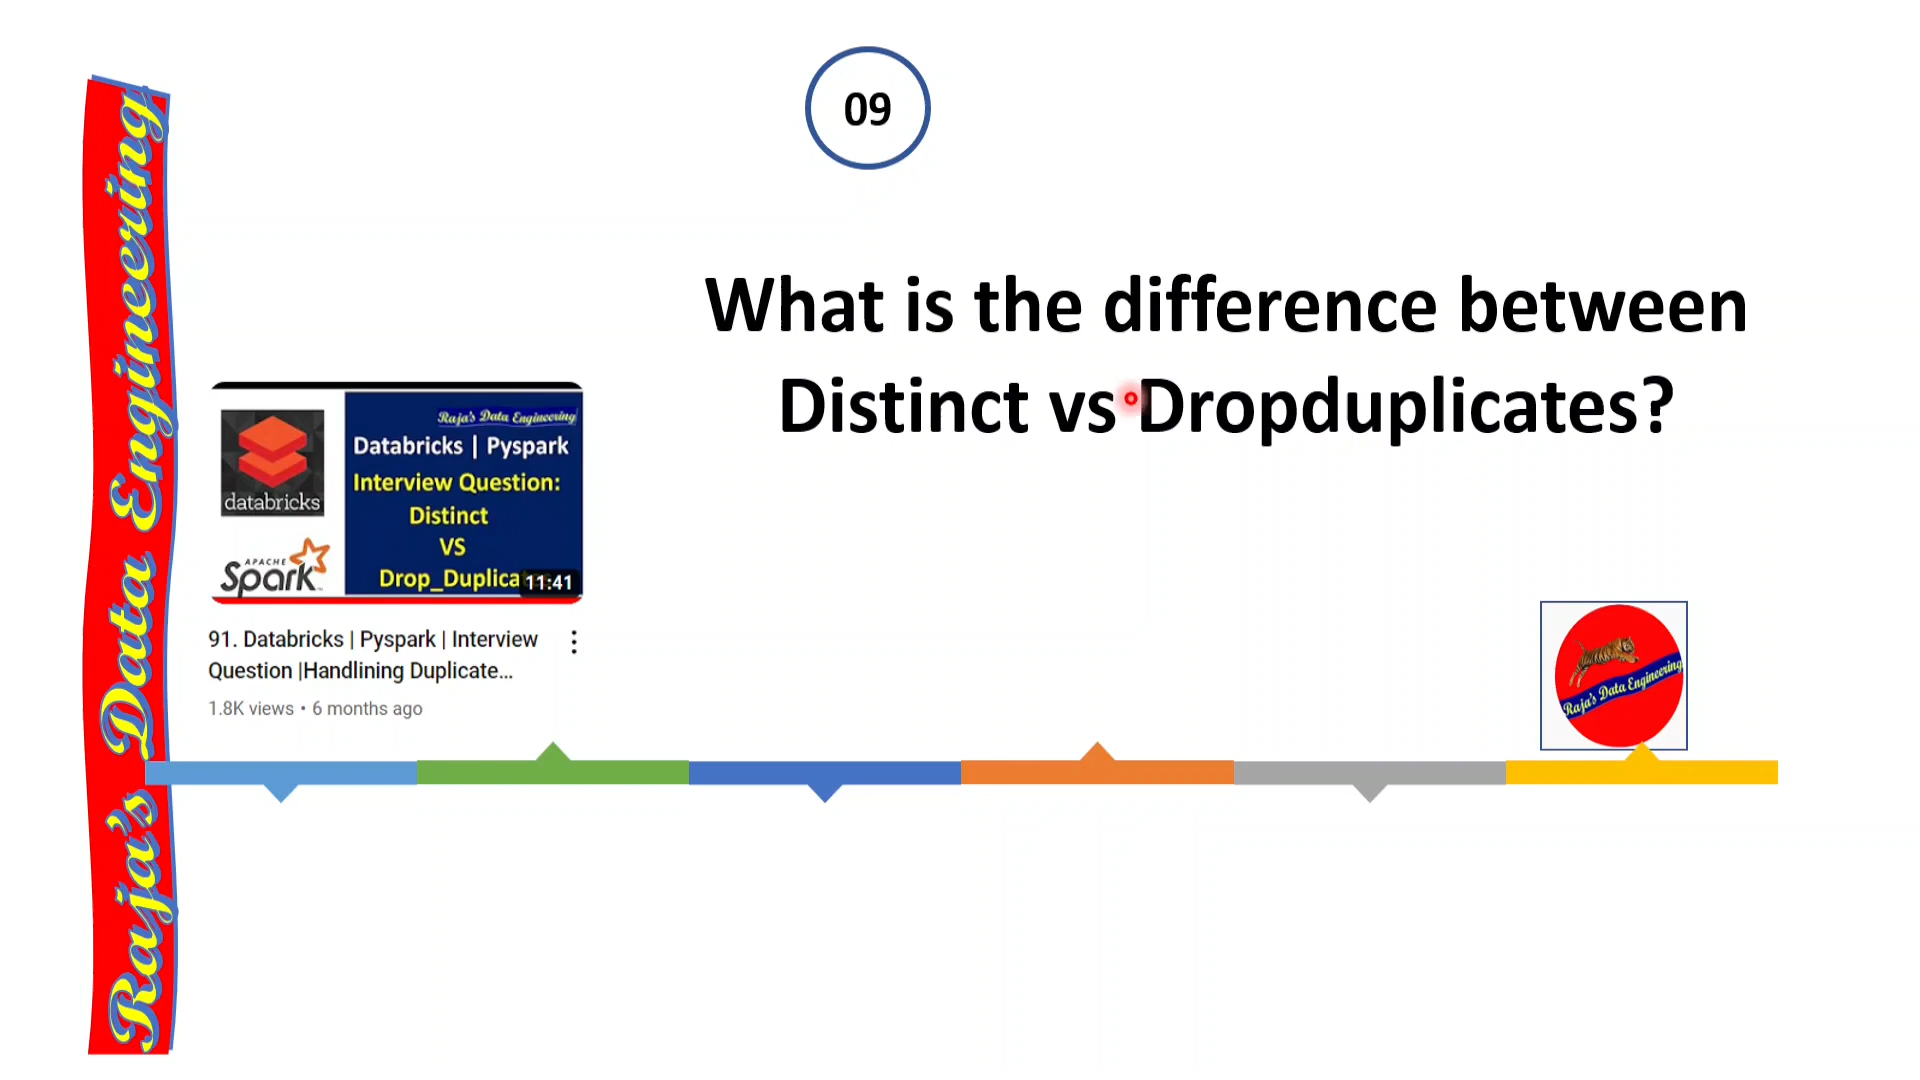 09
What is the difference between
Distinct vs Dropduplicates?
Raja's Data Engineering
Raja's Data Engineering
Databricks | Pyspark
Interview Question:
Distinct
VS
Drop_Duplica
11:41
databricks
APACHE
Spark
91. Databricks | Pyspark | Interview
Question |Handlining Duplicate...
1.8K views • 6 months ago
Raja's Data Engineering